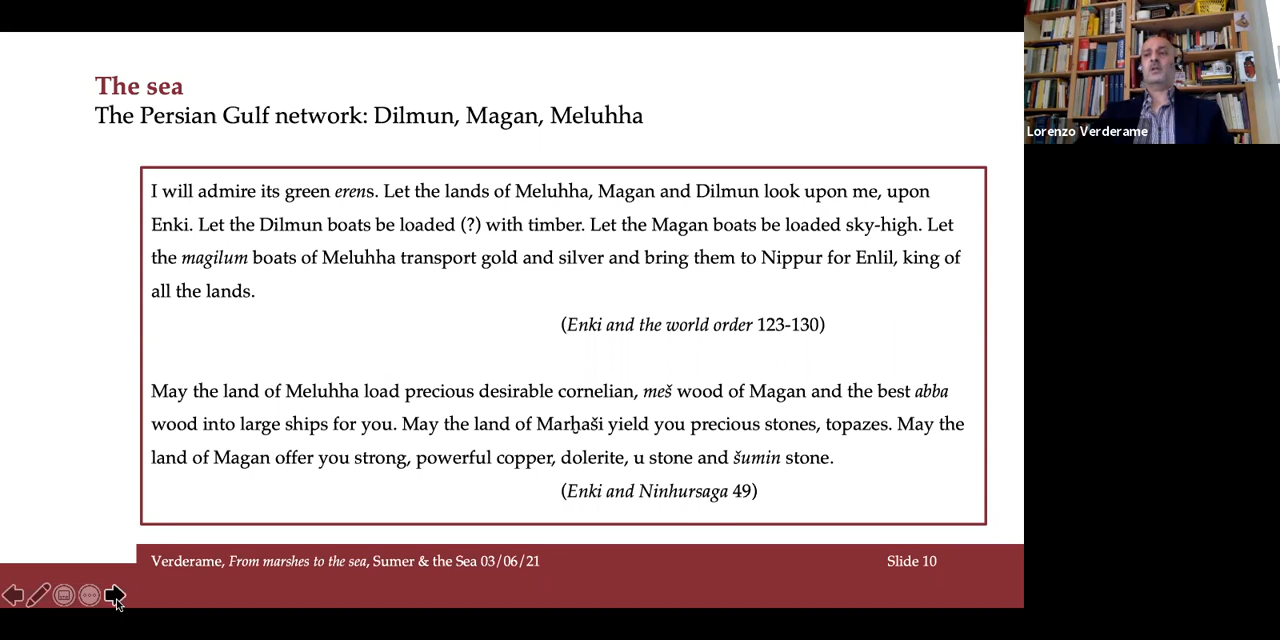 The sea
The Persian Gulf network: Dilmun, Magan, Meluhha
I will admire its green erens. Let the lands of Meluhha, Magan and Dilmun look upon me, upon
Enki. Let the Dilmun boats be loaded (?) with timber. Let the Magan boats be loaded sky-high. Let
the magilum boats of Meluhha transport gold and silver and bring them to Nippur for Enlil, king of
all the lands.
(Enki and the world order 123-130)
May the land of Meluhha load precious desirable cornelian, meš wood of Magan and the best abba
wood into large ships for you. May the land of Marḫaši yield you precious stones, topazes. May the
land of Magan offer you strong, powerful copper, dolerite, u stone and šumin stone.
(Enki and Ninhursaga 49)
Verderame, From marshes to the sea, Sumer & the Sea 03/06/21
Slide 10
Lorenzo Verderame